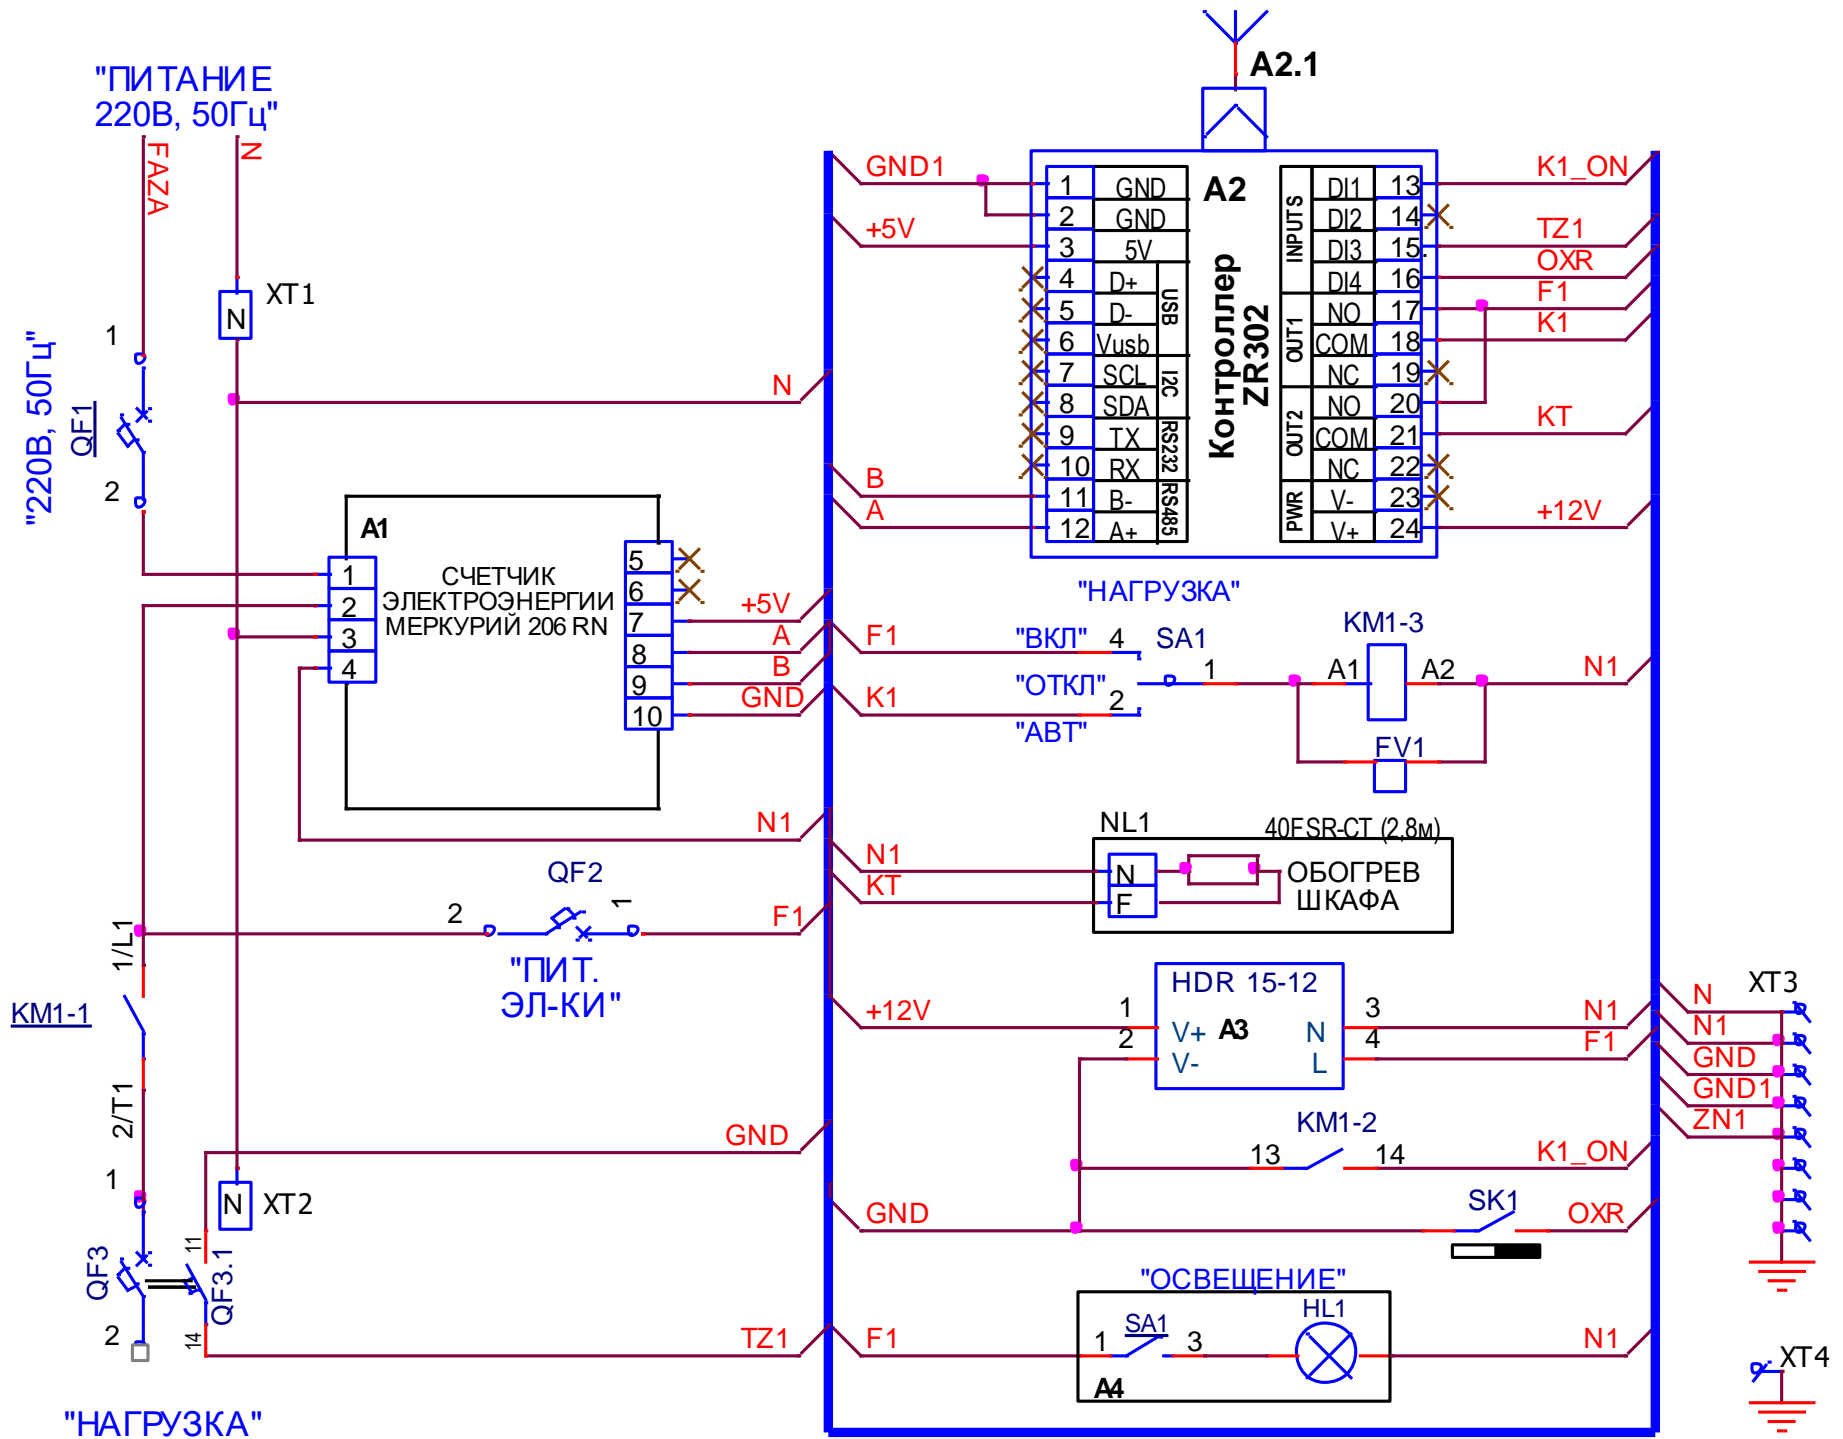 "ПИТАНИЕ
220В, 50Гц"
FAZA
N
XT1
N
1
"220В, 50Гц"
QF1
2
A1
СЧЕТЧИК
ЭЛЕКТРОЭНЕРГИИ
МЕРКУРИЙ 206 RN
1
2
3
4
5
6
7
8
9
10
N
+5V
A
B
GND
N1
QF2
2
1
F1
"ПИТ.
ЭЛ-КИ"
1/L1
KM1-1
2/T1
GND
1
N
XT2
QF3
11
QF3.1
2
14
TZ1
"НАГРУЗКА"
A2.1
GND1
+5V
B
A
A2
Контроллер
ZR302
1 GND
2 GND
3 5V
4 D+
5 D-
6 Vusb
7 SCL
8 SDA
9 TX
10 RX
11 B-
12 A+
USB
I2C
RS232
RS485
INPUTS
OUT1
OUT2
PWR
DI1 13
DI2 14
DI3 15
DI4 16
NO 17
COM 18
NC 19
NO 20
COM 21
NC 22
V- 23
V+ 24
K1_ON
TZ1
OXR
F1
K1
KT
+12V
"НАГРУЗКА"
F1
"ВКЛ"
4
SA1
1
"ОТКЛ"
2
K1
"АВТ"
KM1-3
A1
A2
N1
FV1
NL1
40FSR-CT (2,8м)
N1
KT
N
F
ОБОГРЕВ
ШКАФА
+12V
HDR 15-12
1
2
V+
V-
A3
N
L
3
4
N1
F1
KM1-2
13
14
K1_ON
GND
SK1
OXR
"ОСВЕЩЕНИЕ"
F1
1
SA1
3
HL1
N1
A4
XT3
N
N1
GND
GND1
ZN1
XT4